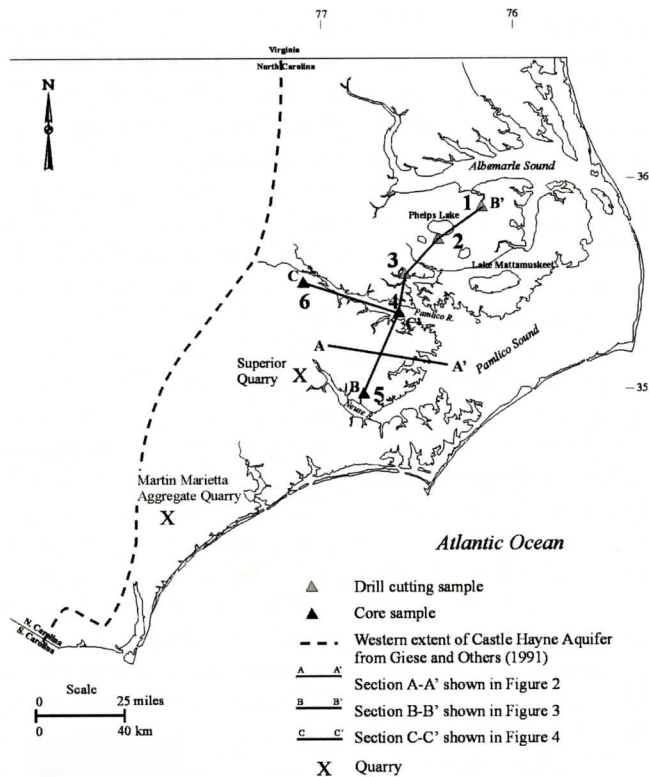 77 76
Virginia
North Carolina
N
36
Albemarle Sound
1 B'
Phelps Lake
2
Lake Mattamuskeet
3
C
6
4
Pamlico R.
C'
A
A'
Pamlico Sound
Superior
Quarry
X
B
5
Neuse R.
35
Martin Marietta
Aggregate Quarry
X
Atlantic Ocean
N. Carolina
S. Carolina
Drill cutting sample
Core sample
Western extent of Castle Hayne Aquifer
from Giese and Others (1991)
A A'
Section A-A' shown in Figure 2
B B'
Section B-B' shown in Figure 3
C C'
Section C-C' shown in Figure 4
X Quarry
Scale
0 25 miles
0 40 km